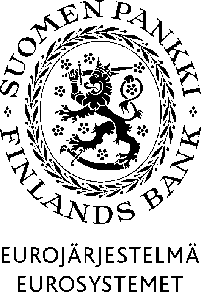 SUOMEN PANKKI
FINLANDS BANK
EUROJÄRJESTELMÄ
EUROSYSTEMET